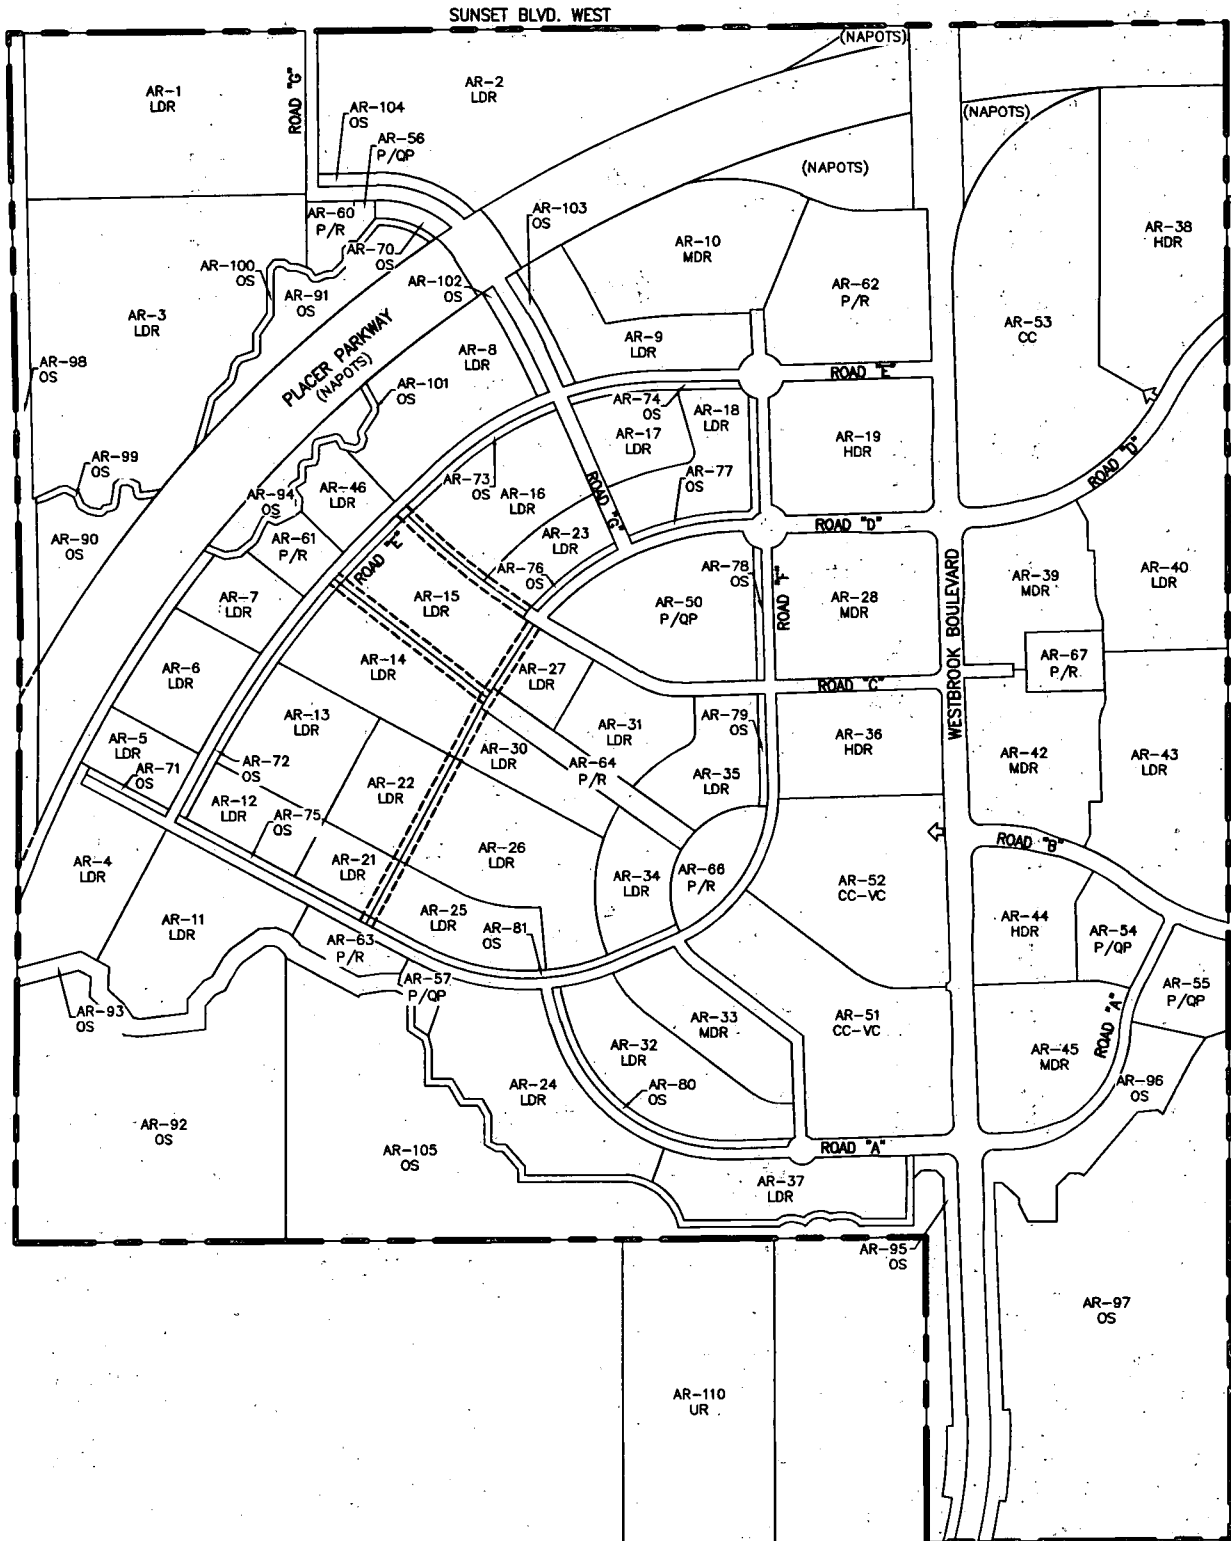 SUNSET BLVD. WEST
(NAPOTS)
AR-1
LDR
ROAD "G"
AR-2
LDR
AR-104
OS
AR-56
P/QP
(NAPOTS)
(NAPOTS)
AR-60
P/R
AR-103
OS
AR-38
HDR
AR-70
OS
AR-10
MDR
AR-100
OS
AR-91
OS
AR-102
OS
AR-62
P/R
AR-3
LDR
AR-53
CC
PLACER PARKWAY
(NAPOTS)
AR-8
LDR
AR-9
LDR
AR-98
OS
AR-101
OS
ROAD "E"
AR-74
OS
AR-18
LDR
AR-17
LDR
AR-19
HDR
ROAD "D"
AR-99
OS
AR-94
OS
AR-46
LDR
AR-73
OS
AR-16
LDR
ROAD "G"
AR-77
OS
AR-90
OS
AR-61
P/R
ROAD "E"
AR-23
LDR
ROAD "D"
AR-76
OS
AR-78
OS
ROAD "F"
WESTBROOK BOULEVARD
AR-39
MDR
AR-40
LDR
AR-7
LDR
AR-15
LDR
AR-50
P/QP
AR-28
MDR
AR-6
LDR
AR-14
LDR
AR-27
LDR
AR-67
P/R
ROAD "C"
AR-13
LDR
AR-31
LDR
AR-79
OS
AR-36
HDR
AR-5
LDR
AR-71
OS
AR-72
OS
AR-30
LDR
AR-64
P/R
AR-42
MDR
AR-43
LDR
AR-12
LDR
AR-22
LDR
AR-35
LDR
AR-75
OS
ROAD "B"
AR-4
LDR
AR-21
LDR
AR-26
LDR
AR-34
LDR
AR-66
P/R
AR-52
CC-VC
AR-11
LDR
AR-25
LDR
AR-81
OS
AR-44
HDR
AR-54
P/QP
AR-63
P/R
AR-57
P/QP
AR-55
P/QP
AR-93
OS
AR-33
MDR
AR-51
CC-VC
ROAD "A"
AR-32
LDR
AR-45
MDR
AR-24
LDR
AR-80
OS
AR-96
OS
AR-92
OS
AR-105
OS
ROAD "A"
AR-37
LDR
AR-95
OS
AR-97
OS
AR-110
UR